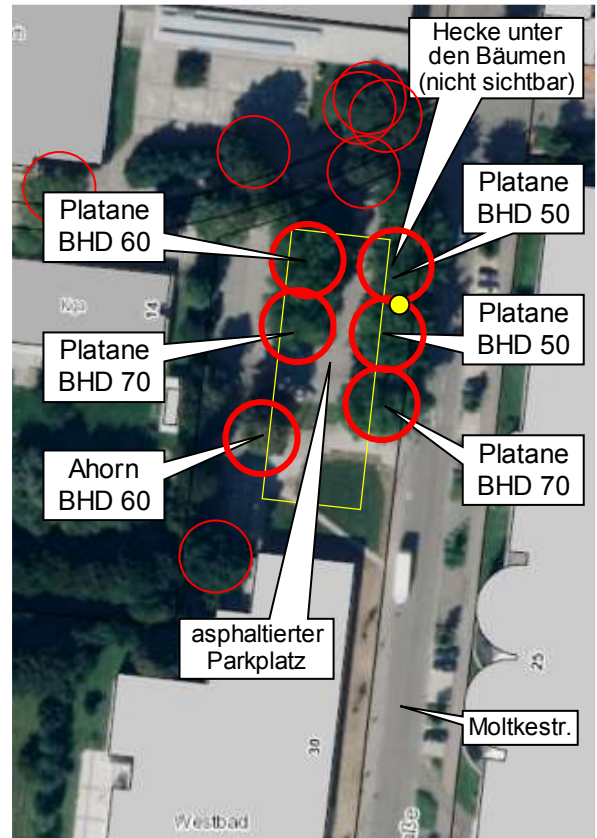 Hecke unter
den Bäumen
(nicht sichtbar)
Platane
BHD 60
Platane
BHD 50
14
Platane
BHD 70
Platane
BHD 50
Ahorn
BHD 60
Platane
BHD 70
asphaltierter
Parkplatz
25
Moltkestr.
30
Westbad
aße